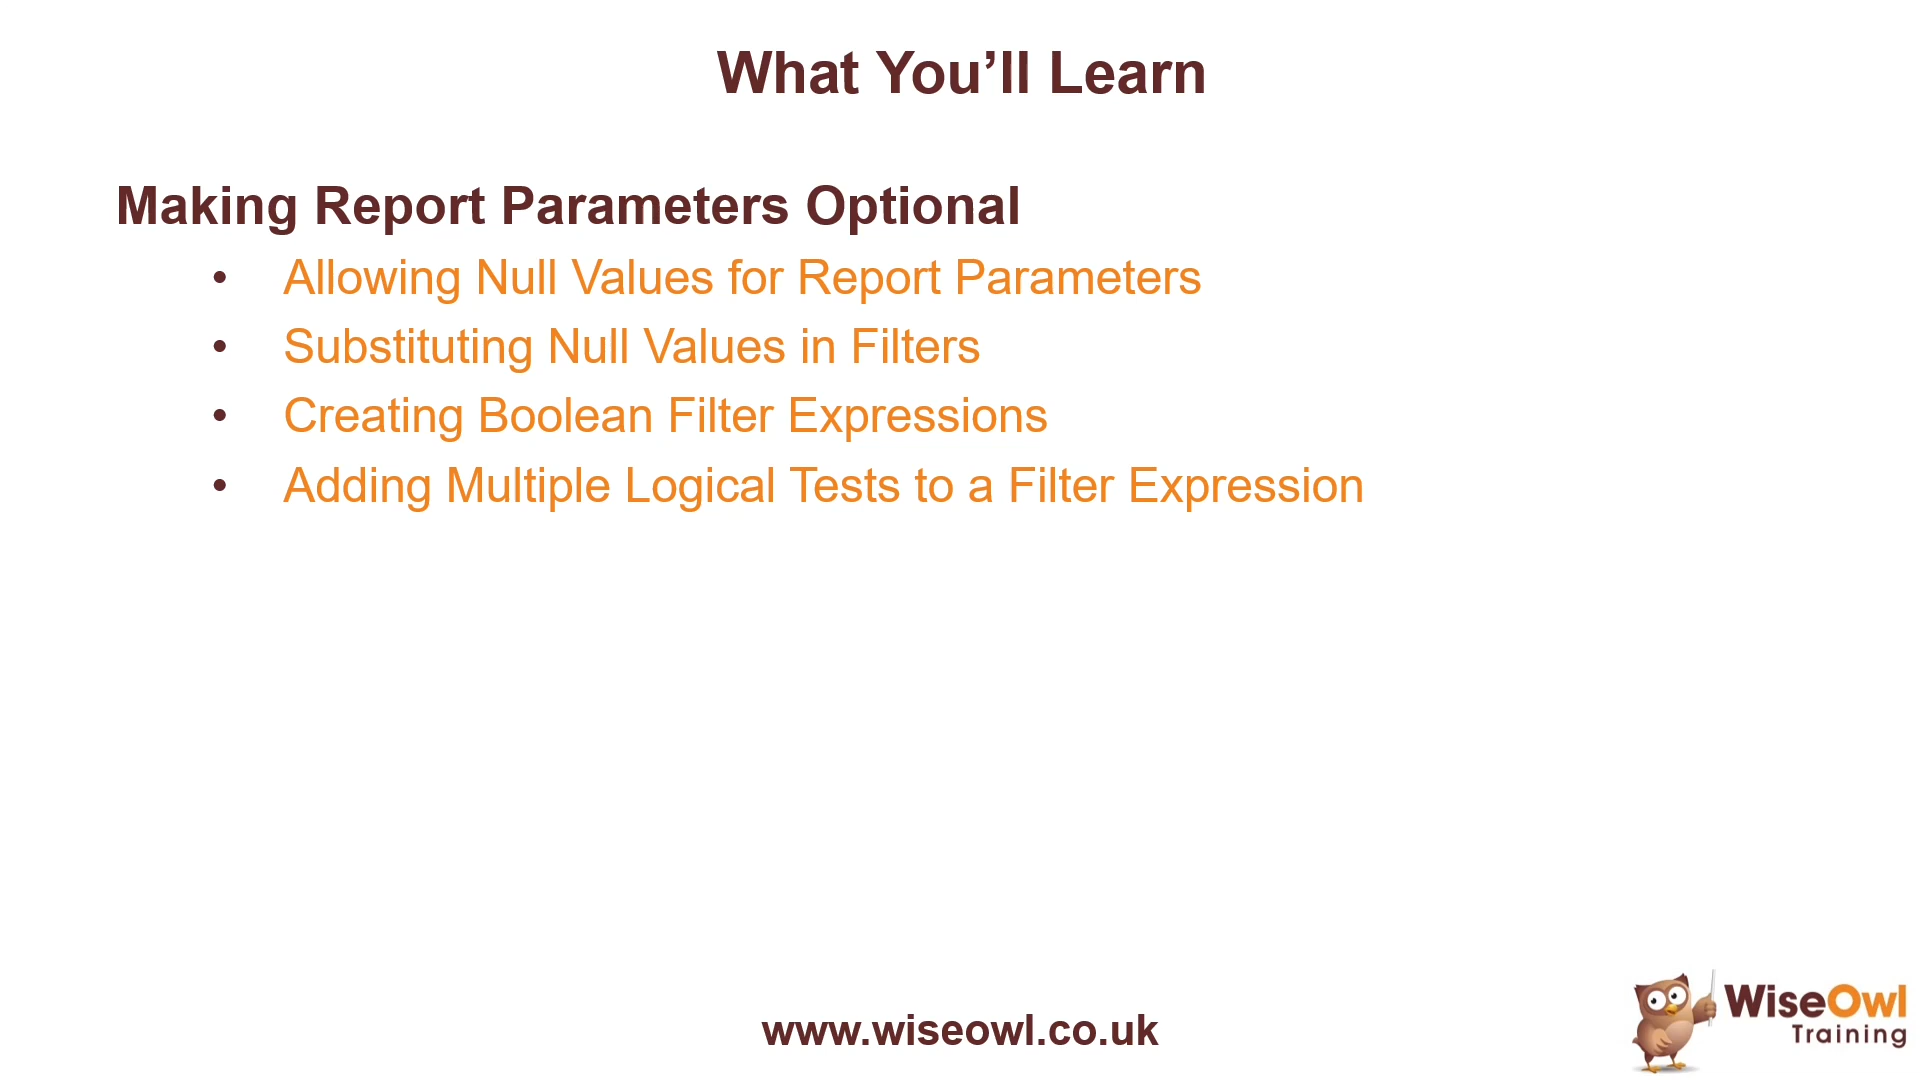 What You’ll Learn
Making Report Parameters Optional
• Allowing Null Values for Report Parameters
• Substituting Null Values in Filters
• Creating Boolean Filter Expressions
• Adding Multiple Logical Tests to a Filter Expression
www.wiseowl.co.uk
WiseOwl
Training